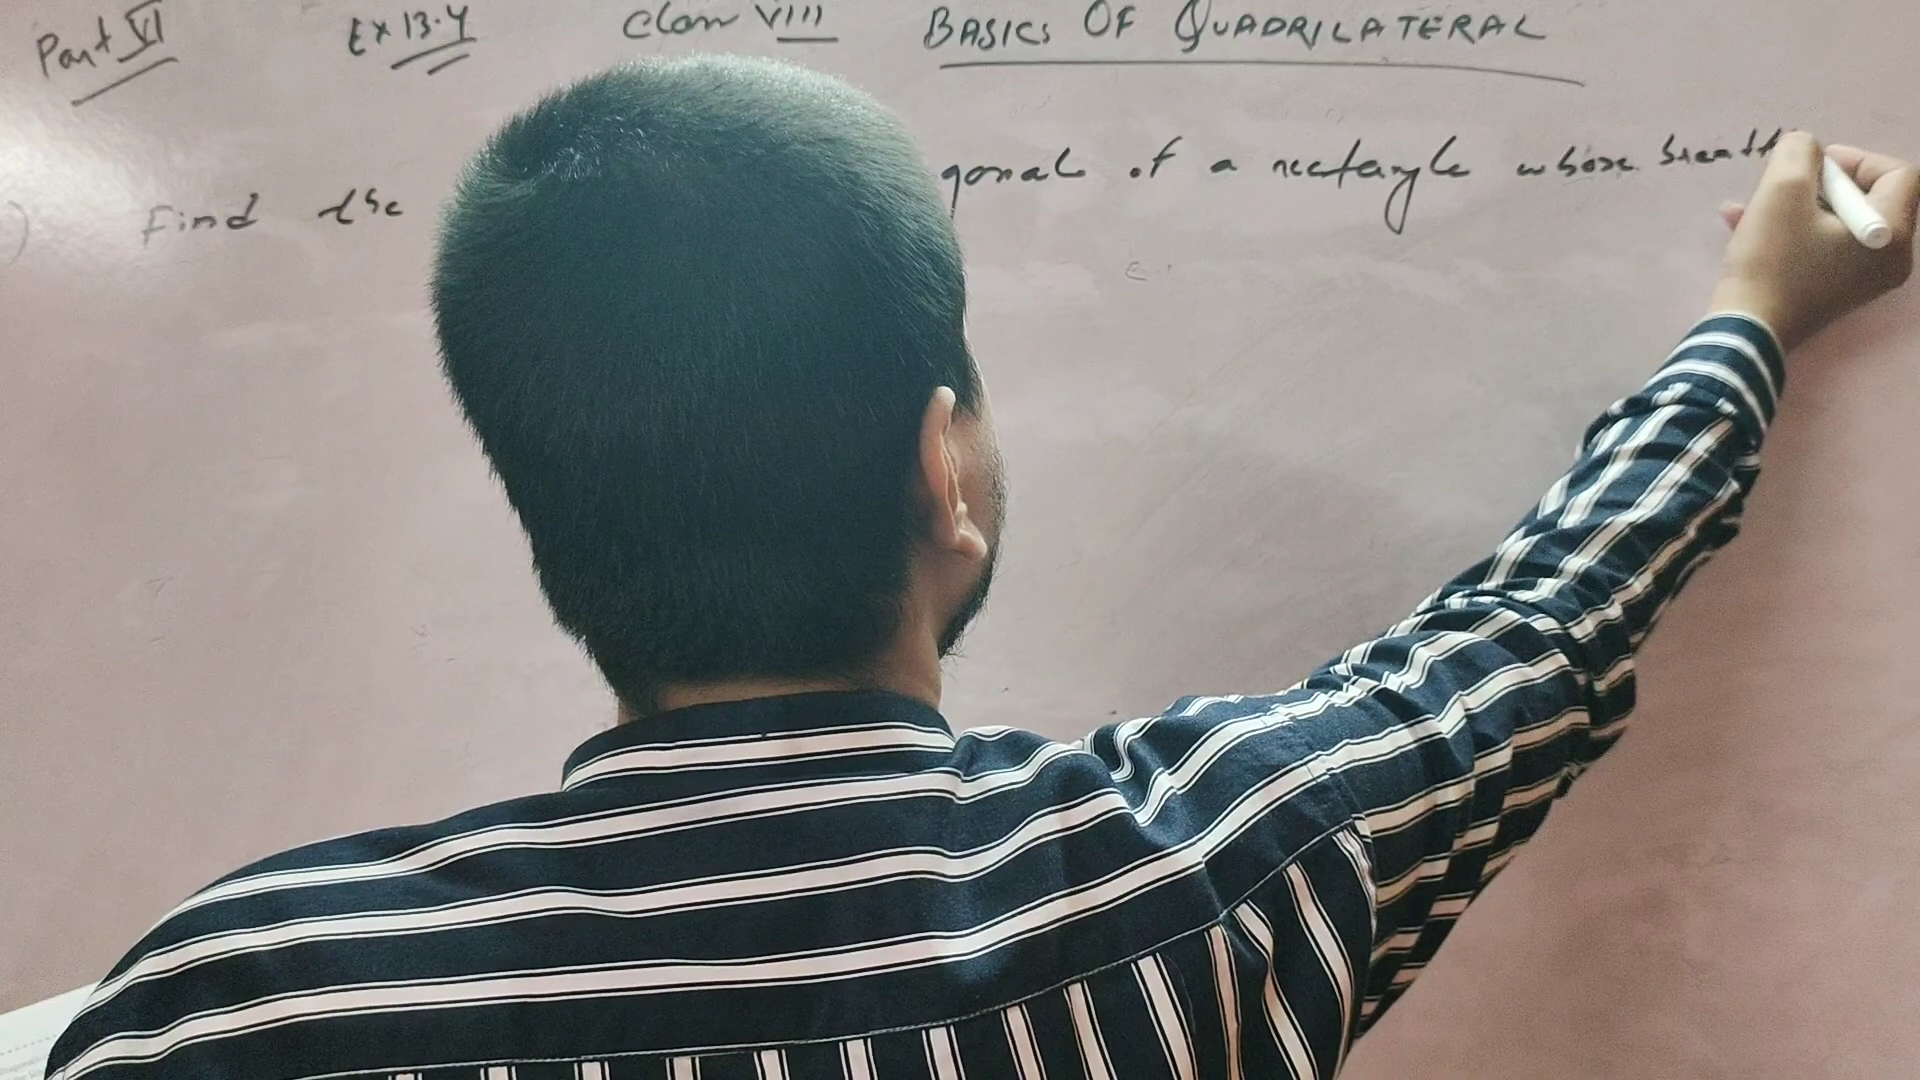 Part VI Ex 13.4 Class VIII BASICS OF QUADRILATERAL
) Find the gonal of a rectangle whose breadth